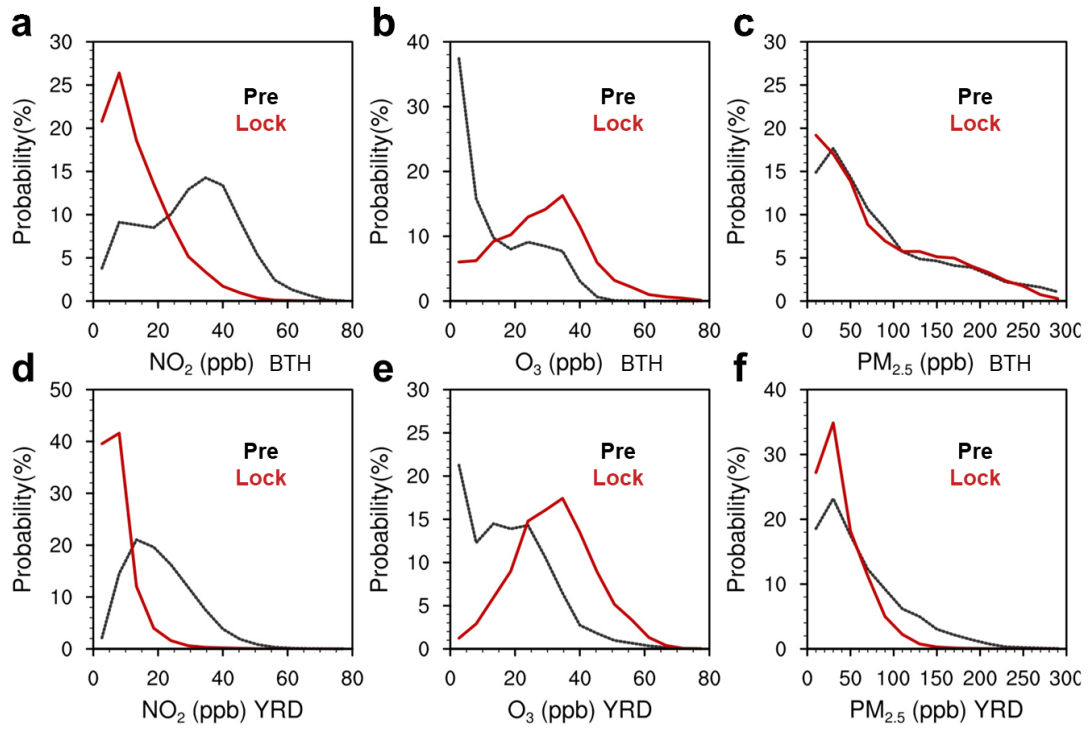 a
30
25
20
15
10
5
0
Probability(%)
Pre
Lock
0 20 40 60 80
NO₂ (ppb) BTH
b
40
30
20
10
0
Probability(%)
Pre
Lock
0 20 40 60 80
O₃ (ppb) BTH
c
30
25
20
15
10
5
0
Probability(%)
Pre
Lock
0 50 100 150 200 250 300
PM₂.₅ (ppb) BTH
d
50
40
30
20
10
0
Probability(%)
Pre
Lock
0 20 40 60 80
NO₂ (ppb) YRD
e
30
25
20
15
10
5
0
Probability(%)
Pre
Lock
0 20 40 60 80
O₃ (ppb) YRD
f
40
30
20
10
0
Probability(%)
Pre
Lock
0 50 100 150 200 250 300
PM₂.₅ (ppb) YRD